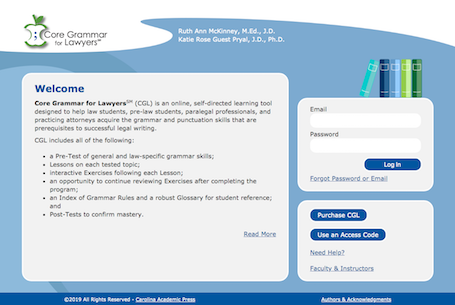 Core Grammar
for Lawyers℠
Ruth Ann McKinney, M.Ed., J.D.
Katie Rose Guest Pryal, J.D., Ph.D.
Welcome
Core Grammar for Lawyers℠ (CGL) is an online, self-directed learning tool
designed to help law students, pre-law students, paralegal professionals, and
practicing attorneys acquire the grammar and punctuation skills that are
prerequisites to successful legal writing.
CGL includes all of the following:
• a Pre-Test of general and law-specific grammar skills;
• Lessons on each tested topic;
• interactive Exercises following each Lesson;
• an opportunity to continue reviewing Exercises after completing the
program;
• an Index of Grammar Rules and a robust Glossary for student reference;
and
• Post-Tests to confirm mastery.
Read More
Email
Password
Log In
Forgot Password or Email
Purchase CGL
Use an Access Code
Need Help?
Faculty & Instructors
©2019 All Rights Reserved - Carolina Academic Press
Authors & Acknowledgments